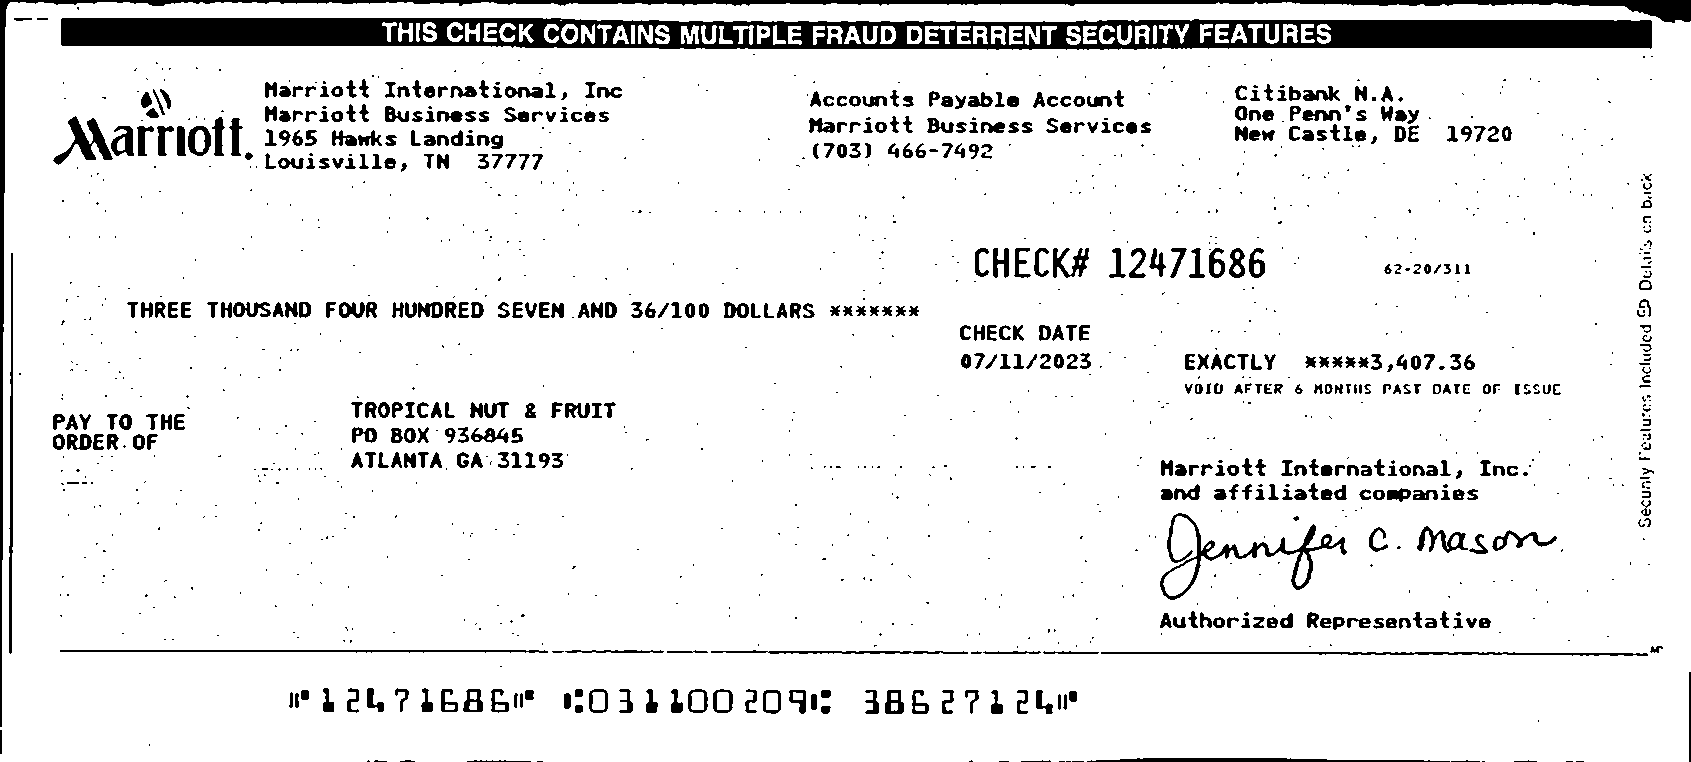 THIS CHECK CONTAINS MULTIPLE FRAUD DETERRENT SECURITY FEATURES
Marriott
Marriott International, Inc
Marriott Business Services
1965 Hawks Landing
Louisville, TN 37777
Accounts Payable Account
Marriott Business Services
(703) 466-7492
Citibank N.A.
One Penn's Way
New Castle, DE 19720
CHECK# 12471686
62-20/311
THREE THOUSAND FOUR HUNDRED SEVEN AND 36/100 DOLLARS *******
CHECK DATE
07/11/2023
EXACTLY *****3,407.36
VOID AFTER 6 MONTHS PAST DATE OF ISSUE
PAY TO THE
ORDER OF
TROPICAL NUT & FRUIT
PO BOX 936845
ATLANTA GA 31193
Marriott International, Inc.
and affiliated companies
Jennifer C. Mason
Authorized Representative
Security Features Included Details on back
MP
⑈12471686⑈ ⑆031100209⑆ 38627124⑈